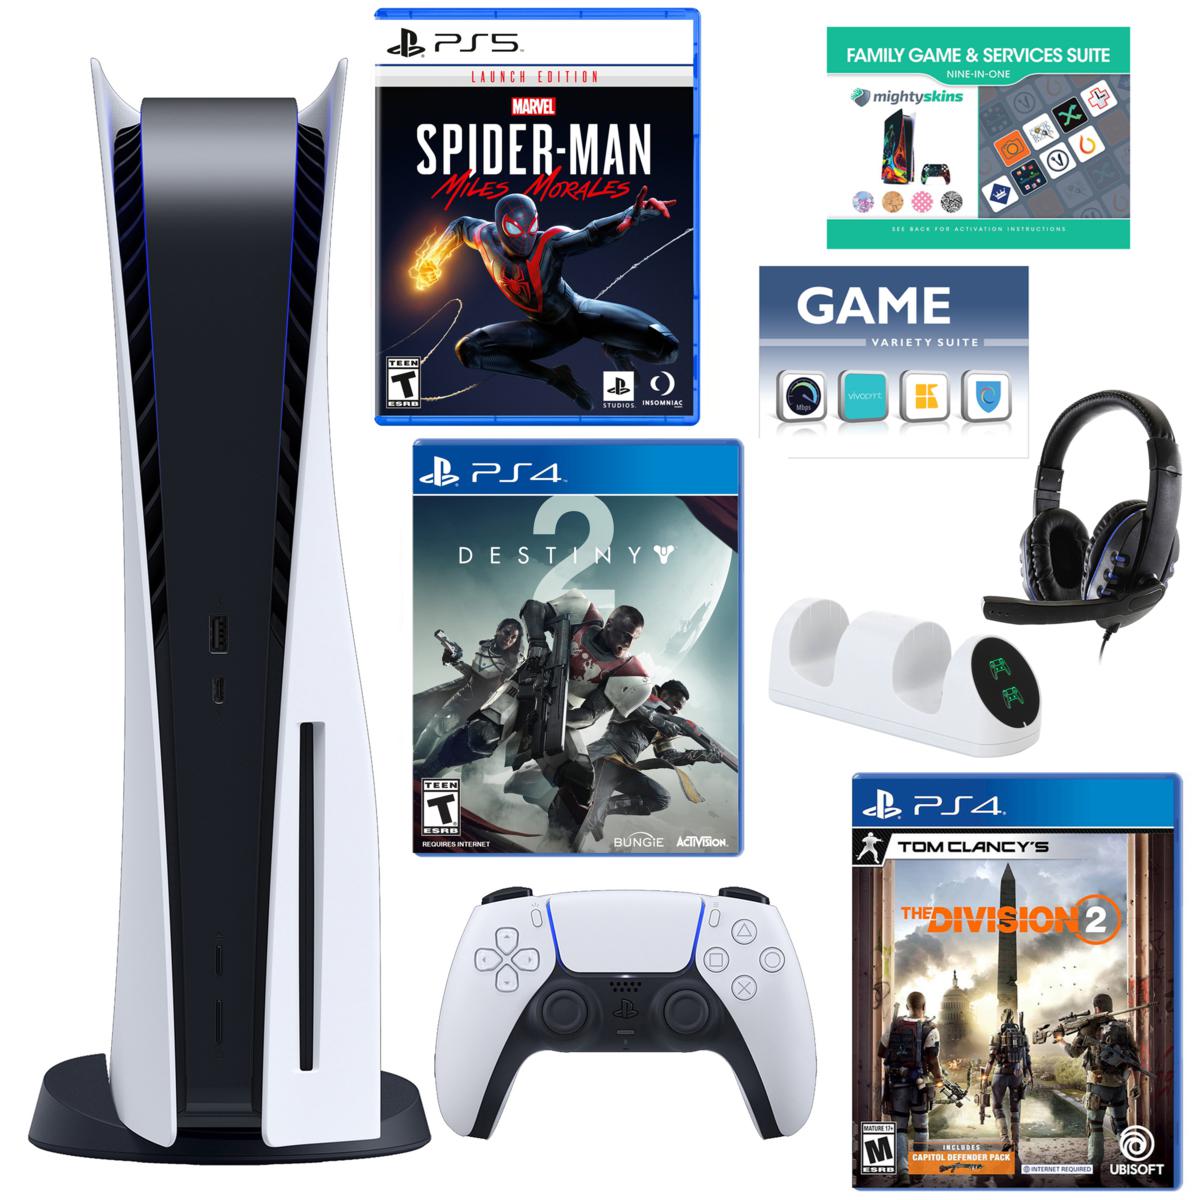 PS5
LAUNCH EDITION
MARVEL
SPIDER-MAN
MILES MORALES
TEEN
T
ESRB
STUDIOS
INSOMNIAC
FAMILY GAME & SERVICES SUITE
NINE-IN-ONE
mightyskins
SEE BACK FOR ACTIVATION INSTRUCTIONS
GAME
VARIETY SUITE
Mbps
vivoprint
PS4
2
DESTINY
TEEN
T
ESRB
REQUIRES INTERNET
BUNGIE
ACTIVISION
PS4
TOM CLANCY'S
THE DIVISION 2
MATURE 17+
M
ESRB
INCLUDES
CAPITOL DEFENDER PACK
INTERNET REQUIRED
UBISOFT